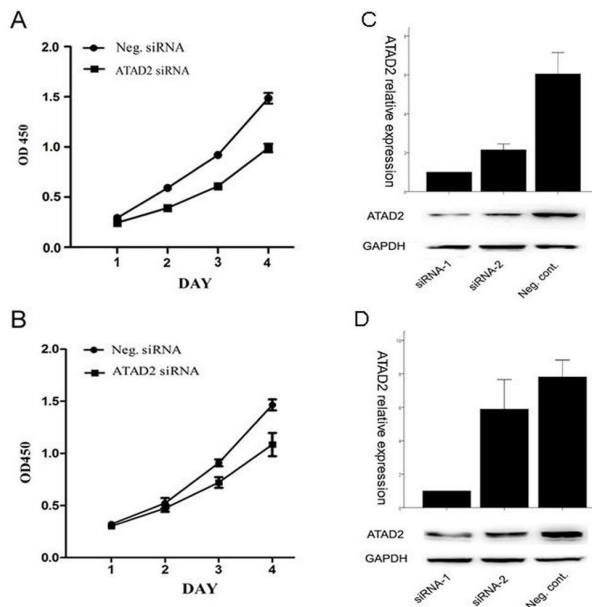 A
Neg. siRNA
ATAD2 siRNA
OD 450
2.0
1.5
1.0
0.5
0.0
1 2 3 4
DAY
B
Neg. siRNA
ATAD2 siRNA
OD450
2.0
1.5
1.0
0.5
0.0
1 2 3 4
DAY
C
ATAD2 relative expression
ATAD2
GAPDH
siRNA-1 siRNA-2 Neg. cont.
D
ATAD2 relative expression
ATAD2
GAPDH
siRNA-1 siRNA-2 Neg. cont.